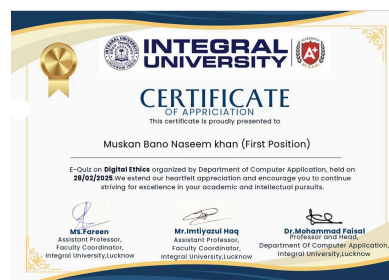 INTEGRAL
UNIVERSITY
A+
CERTIFICATE
OF APPRICIATION
This certificate is proudly presented to
Muskan Bano Naseem khan (First Position)
E-Quiz on Digital Ethics organized by Department of Computer Application, held on
28/02/2025.We extend our heartfelt appreciation and encourage you to continue
striving for excellence in your academic and intellectual pursuits.
Ms.Fareen
Assistant Professor,
Faculty Coordinator,
Integral University,Lucknow
Mr.Imtiyazul Haq
Assistant Professor,
Faculty Coordinator,
Integral University,Lucknow
Dr.Mohammad Faisal
Professor and Head,
Department Of Computer Application,
Integral University,Lucknow